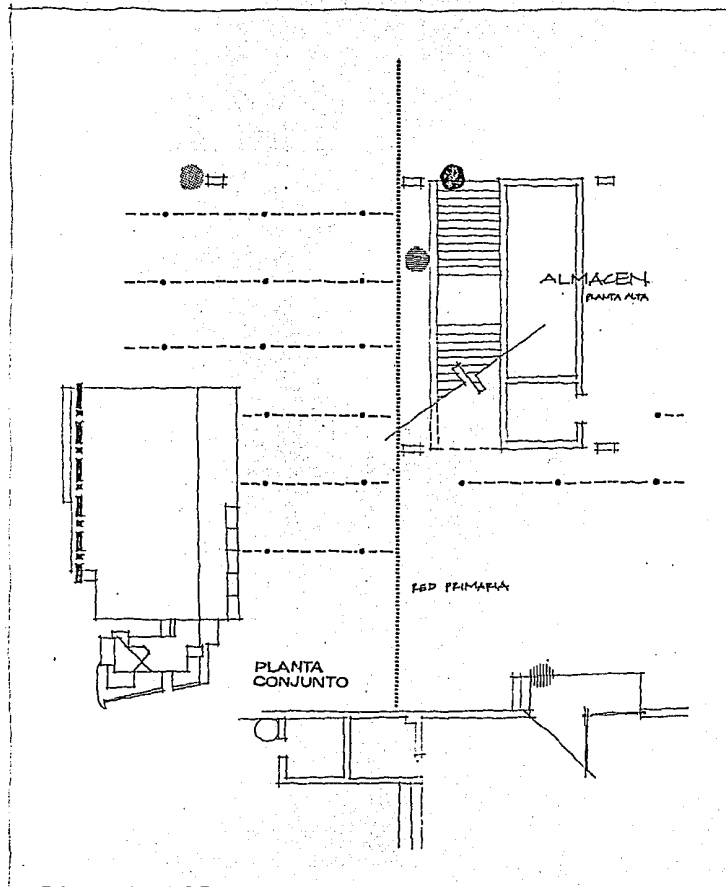 ALMACEN
PLANTA ALTA
RED PRIMARIA
PLANTA
CONJUNTO